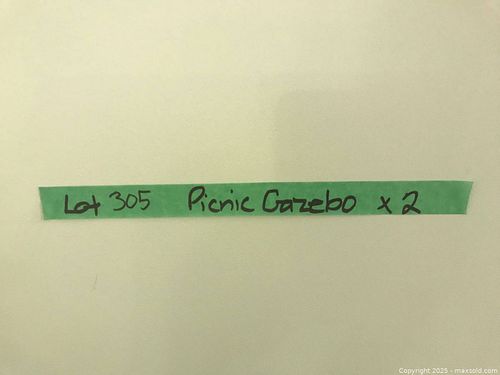 Lot 305 Picnic Gazebo x 2
Copyright 2025 - maxsold.com